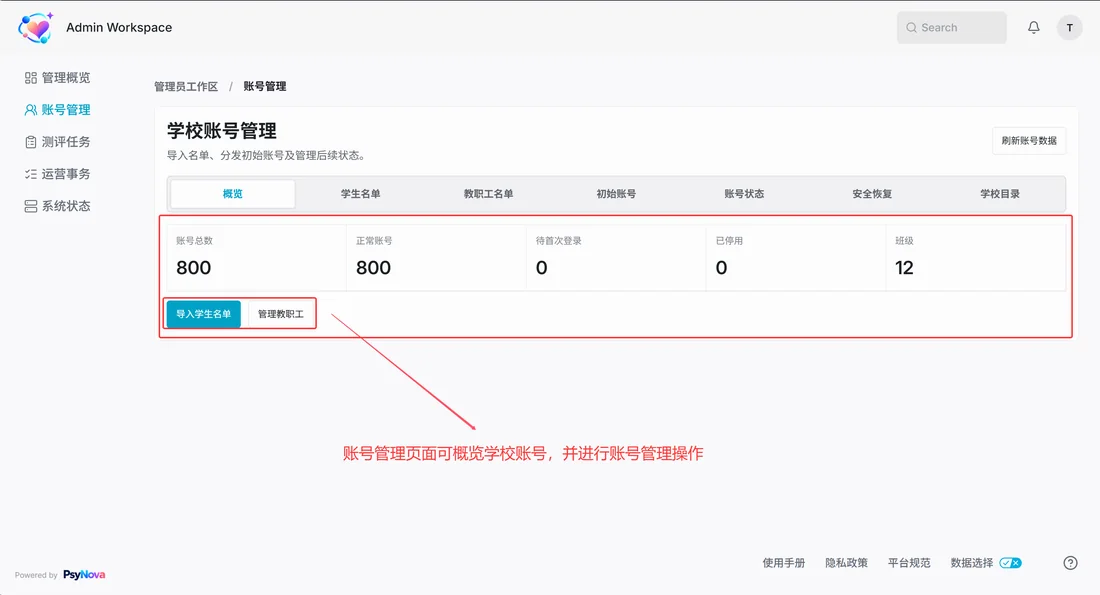 Admin Workspace
Search
T
管理概览
账号管理
测评任务
运营事务
系统状态
管理员工作区 / 账号管理
学校账号管理
导入名单、分发初始账号及管理后续状态。
刷新账号数据
概览 学生名单 教职工名单 初始账号 账号状态 安全恢复 学校目录
账号总数 正常账号 待首次登录 已停用 班级
800 800 0 0 12
导入学生名单 管理教职工
账号管理页面可概览学校账号，并进行账号管理操作
使用手册 隐私政策 平台规范 数据选择
Powered by PsyNova